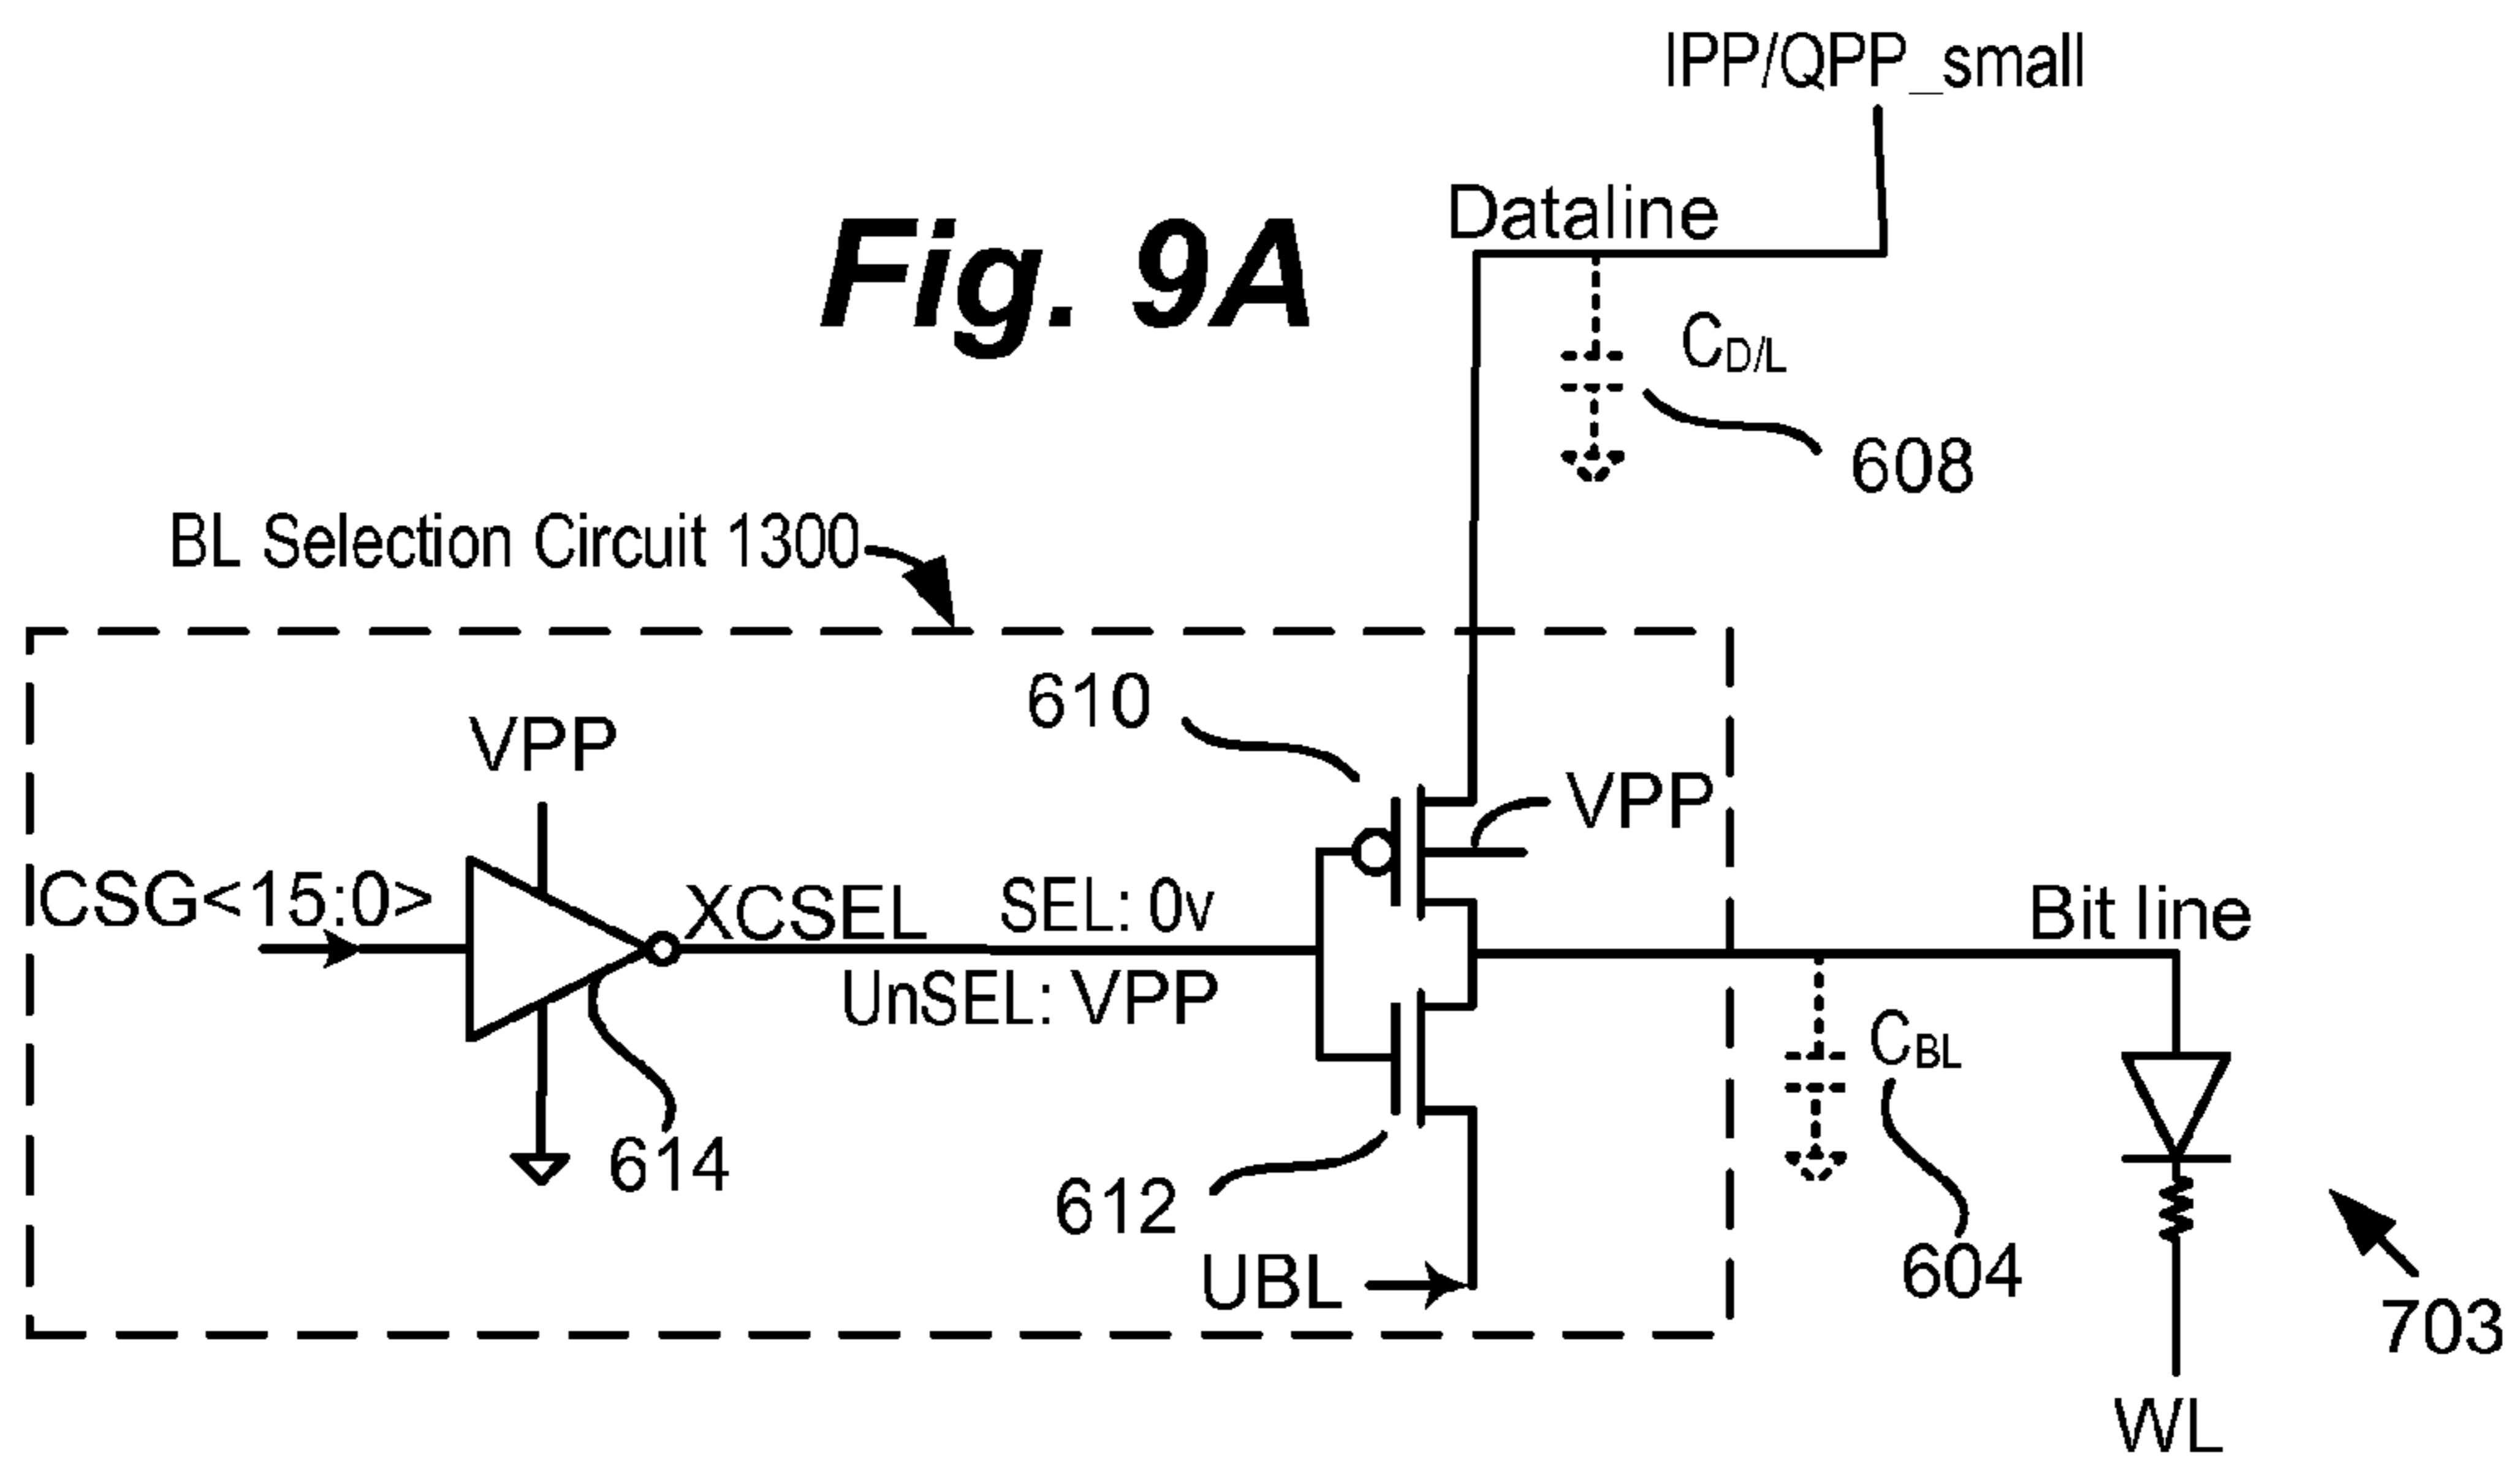 IPP/QPP_small
Dataline
Fig. 9A
CD/L
608
BL Selection Circuit 1300
610
VPP
VPP
CSG<15:0>
XCSEL
SEL: 0v
UnSEL: VPP
Bit line
CBL
614
612
604
UBL
703
WL